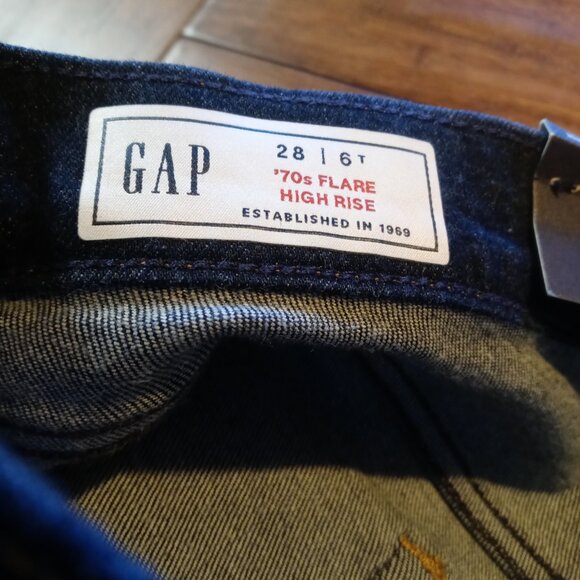 GAP
28 | 6T
'70s FLARE
HIGH RISE
ESTABLISHED IN 1969